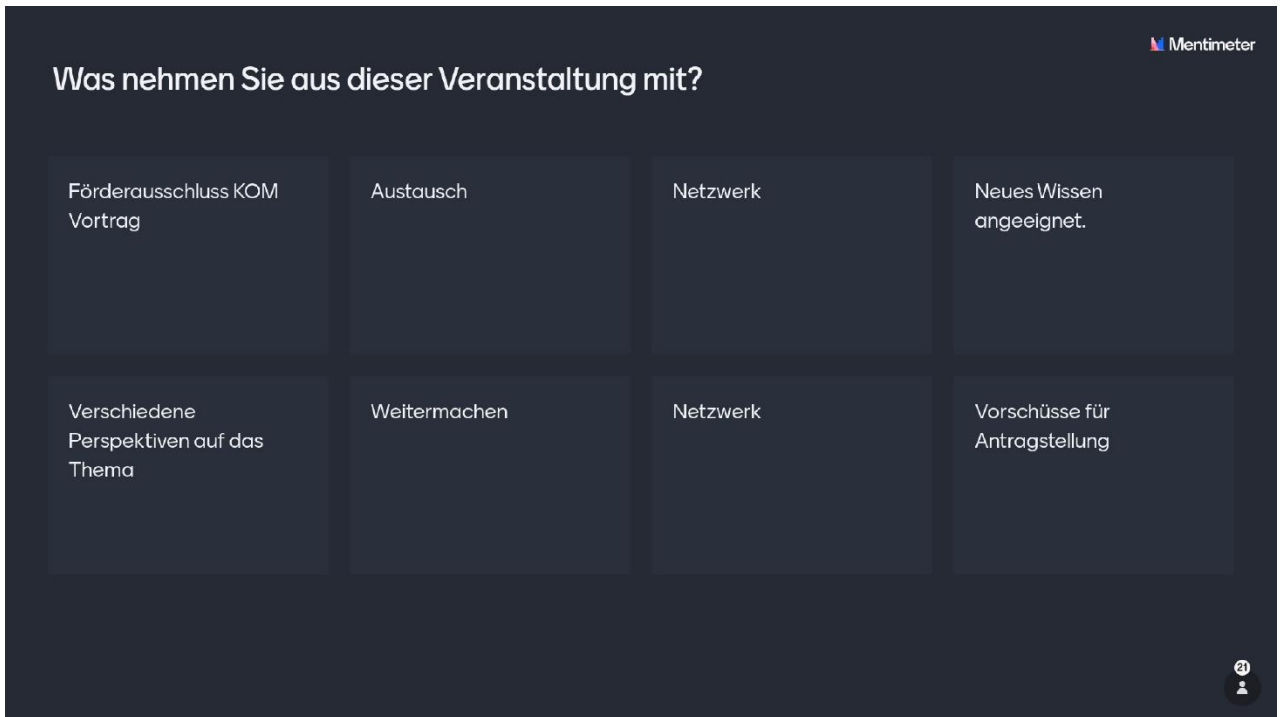 Mentimeter
Was nehmen Sie aus dieser Veranstaltung mit?
Förderausschluss KOM
Vortrag
Austausch
Netzwerk
Neues Wissen
angeeignet.
Verschiedene
Perspektiven auf das
Thema
Weitermachen
Netzwerk
Vorschüsse für
Antragstellung
21